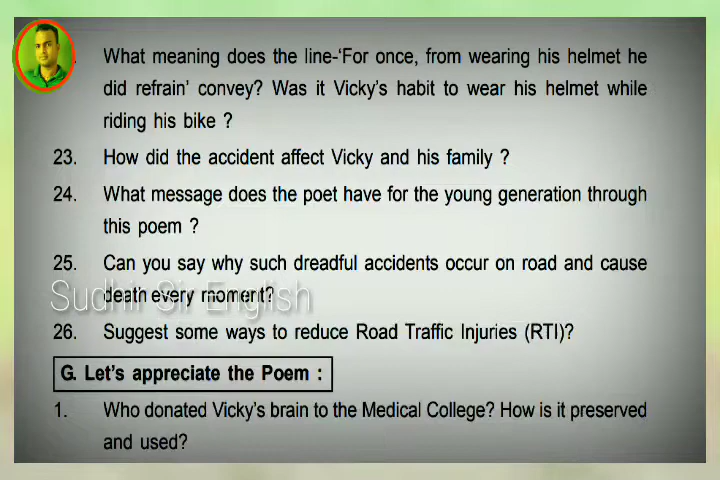 What meaning does the line-'For once, from wearing his helmet he
did refrain' convey? Was it Vicky's habit to wear his helmet while
riding his bike ?
23. How did the accident affect Vicky and his family ?
24. What message does the poet have for the young generation through
this poem ?
25. Can you say why such dreadful accidents occur on road and cause
death every moment?
Sudhir Sir English
26. Suggest some ways to reduce Road Traffic Injuries (RTI)?
G. Let's appreciate the Poem :
1. Who donated Vicky's brain to the Medical College? How is it preserved
and used?